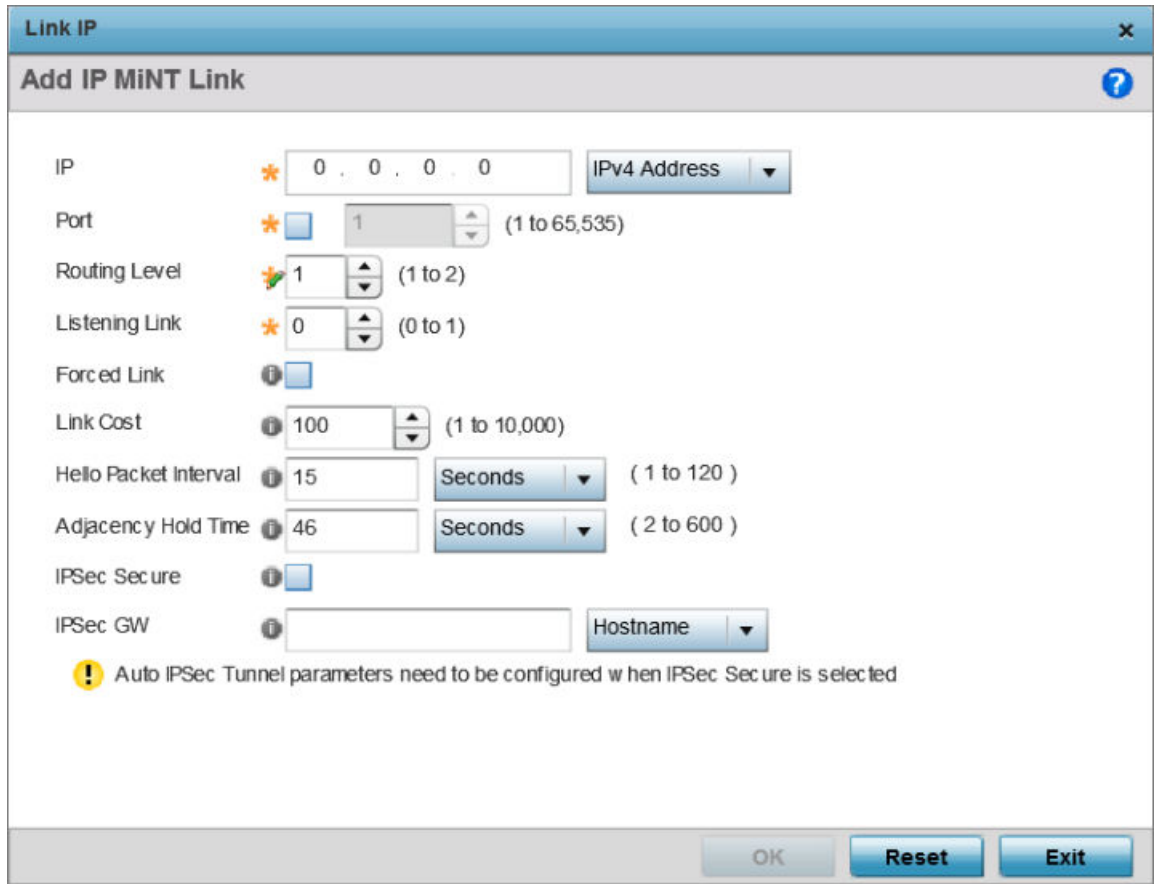 Link IP ×
Add IP MiNT Link ?
IP * 0 . 0 . 0 . 0 IPv4 Address
Port * 1 (1 to 65,535)
Routing Level 1 (1 to 2)
Listening Link * 0 (0 to 1)
Forced Link i
Link Cost i 100 (1 to 10,000)
Hello Packet Interval i 15 Seconds ( 1 to 120 )
Adjacency Hold Time i 46 Seconds ( 2 to 600 )
IPSec Secure i
IPSec GW i Hostname
! Auto IPSec Tunnel parameters need to be configured when IPSec Secure is selected
OK Reset Exit